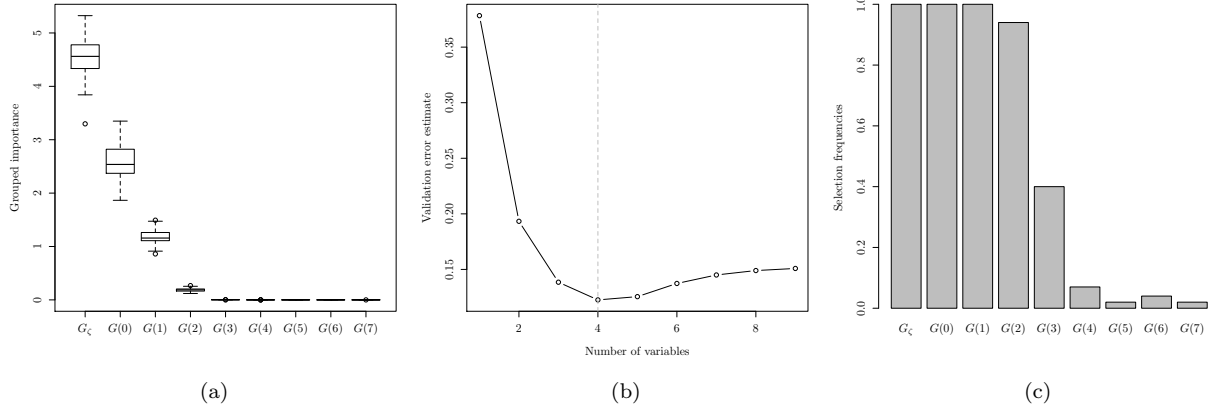 Grouped importance
5
4
3
2
1
0
Gζ G(0) G(1) G(2) G(3) G(4) G(5) G(6) G(7)
(a)
Validation error estimate
0.35
0.30
0.25
0.20
0.15
2 4 6 8
Number of variables
(b)
Selection frequencies
1.0
0.8
0.6
0.4
0.2
0.0
Gζ G(0) G(1) G(2) G(3) G(4) G(5) G(6) G(7)
(c)